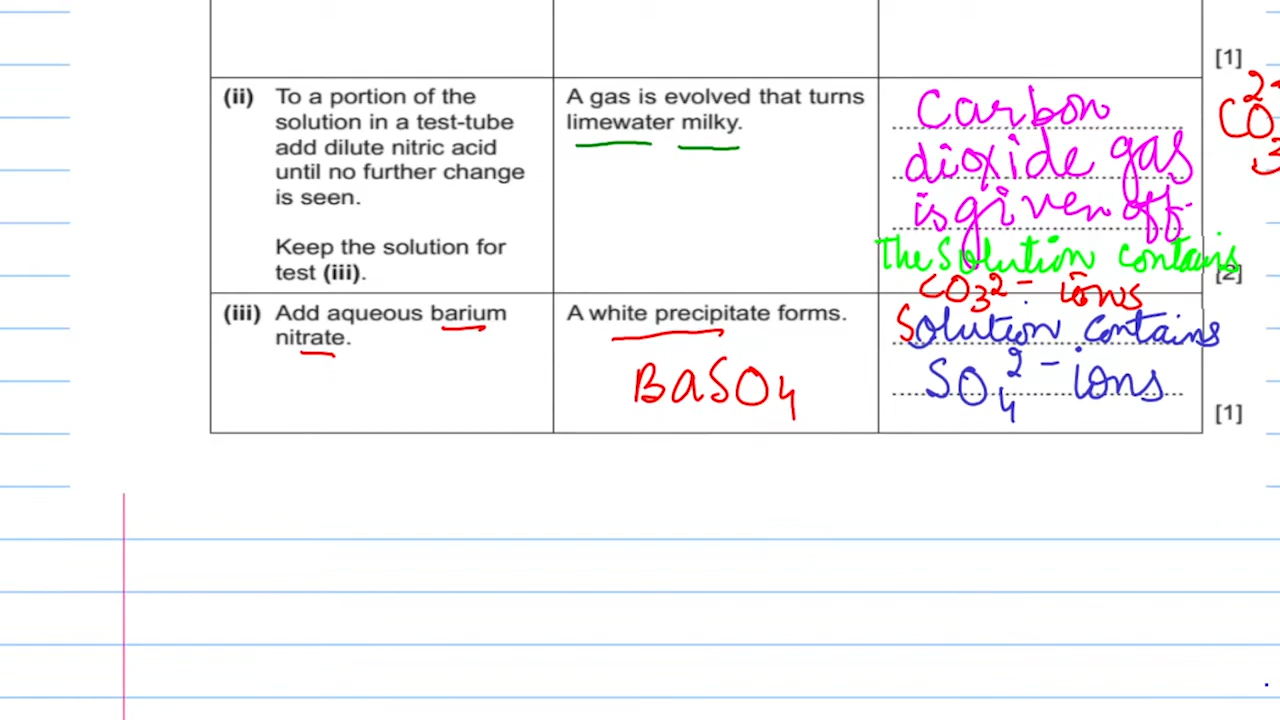 [1]
(ii) To a portion of the
solution in a test-tube
add dilute nitric acid
until no further change
is seen.
Keep the solution for
test (iii).
A gas is evolved that turns
limewater milky.
Carbon
dioxide gas
is given off.
The Solution contains
CO3 2- ions
[2]
CO3 2-
(iii) Add aqueous barium
nitrate.
A white precipitate forms.
BaSO4
Solution contains
SO4 2- ions
[1]